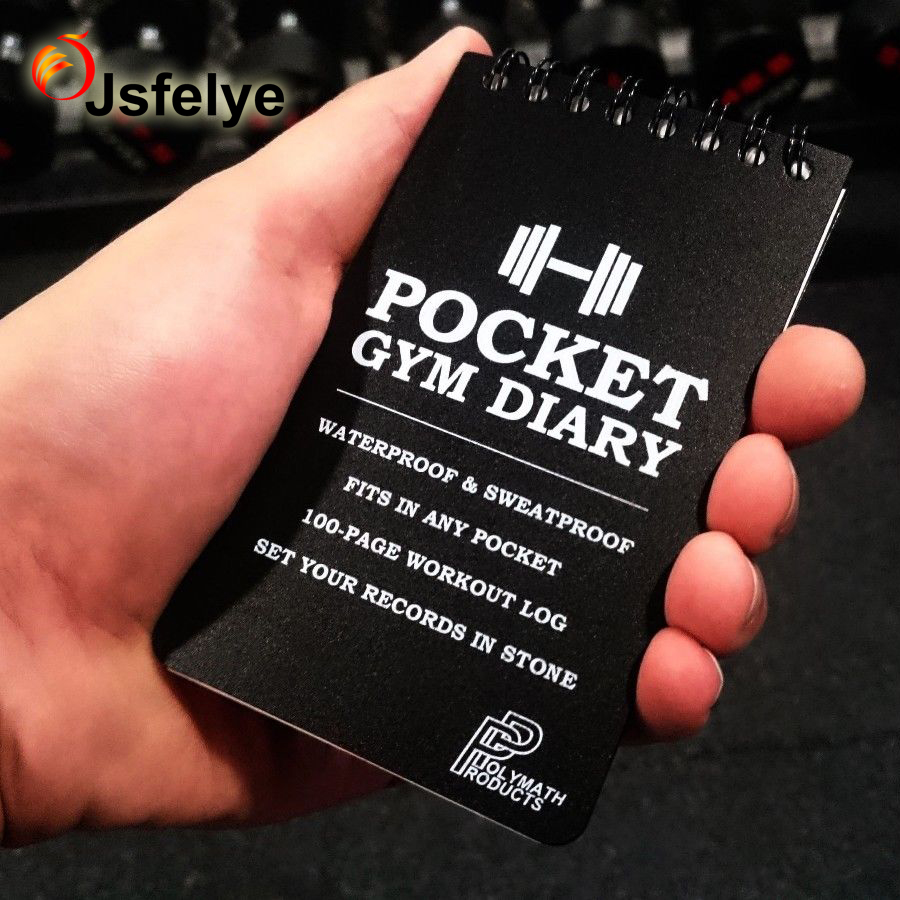 Jsfelye
POCKET
GYM DIARY
WATERPROOF & SWEATPROOF
FITS IN ANY POCKET
100-PAGE WORKOUT LOG
SET YOUR RECORDS IN STONE
POLYMATH
PRODUCTS